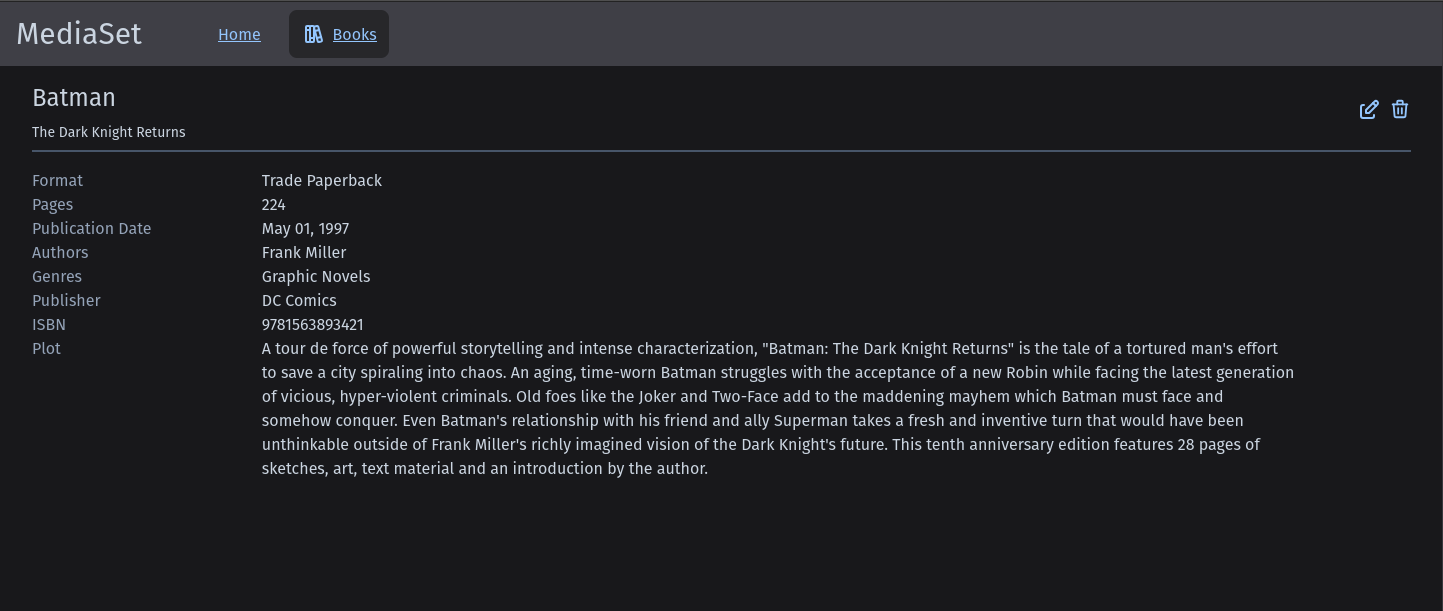 MediaSet Home Books
Batman
The Dark Knight Returns
Format Trade Paperback
Pages 224
Publication Date May 01, 1997
Authors Frank Miller
Genres Graphic Novels
Publisher DC Comics
ISBN 9781563893421
Plot A tour de force of powerful storytelling and intense characterization, "Batman: The Dark Knight Returns" is the tale of a tortured man's effort
to save a city spiraling into chaos. An aging, time-worn Batman struggles with the acceptance of a new Robin while facing the latest generation
of vicious, hyper-violent criminals. Old foes like the Joker and Two-Face add to the maddening mayhem which Batman must face and
somehow conquer. Even Batman's relationship with his friend and ally Superman takes a fresh and inventive turn that would have been
unthinkable outside of Frank Miller's richly imagined vision of the Dark Knight's future. This tenth anniversary edition features 28 pages of
sketches, art, text material and an introduction by the author.